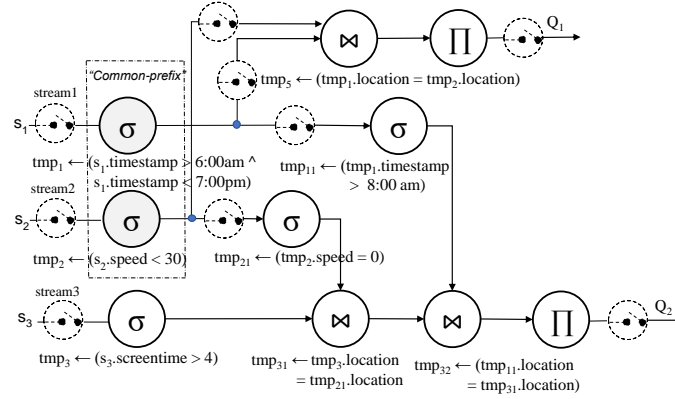 Q₁
⋈
∏
"Common-prefix"
tmp₅ ← (tmp₁.location = tmp₂.location)
stream1
s₁
σ
σ
tmp₁ ← (s₁.timestamp > 6:00am ^
s₁.timestamp < 7:00pm)
tmp₁₁ ← (tmp₁.timestamp
> 8:00 am)
stream2
s₂
σ
σ
tmp₂ ← (s₂.speed < 30)
tmp₂₁ ← (tmp₂.speed = 0)
stream3
s₃
σ
⋈
⋈
∏
Q₂
tmp₃ ← (s₃.screentime > 4)
tmp₃₁ ← tmp₃.location
= tmp₂₁.location
tmp₃₂ ← (tmp₁₁.location
= tmp₃₁.location)